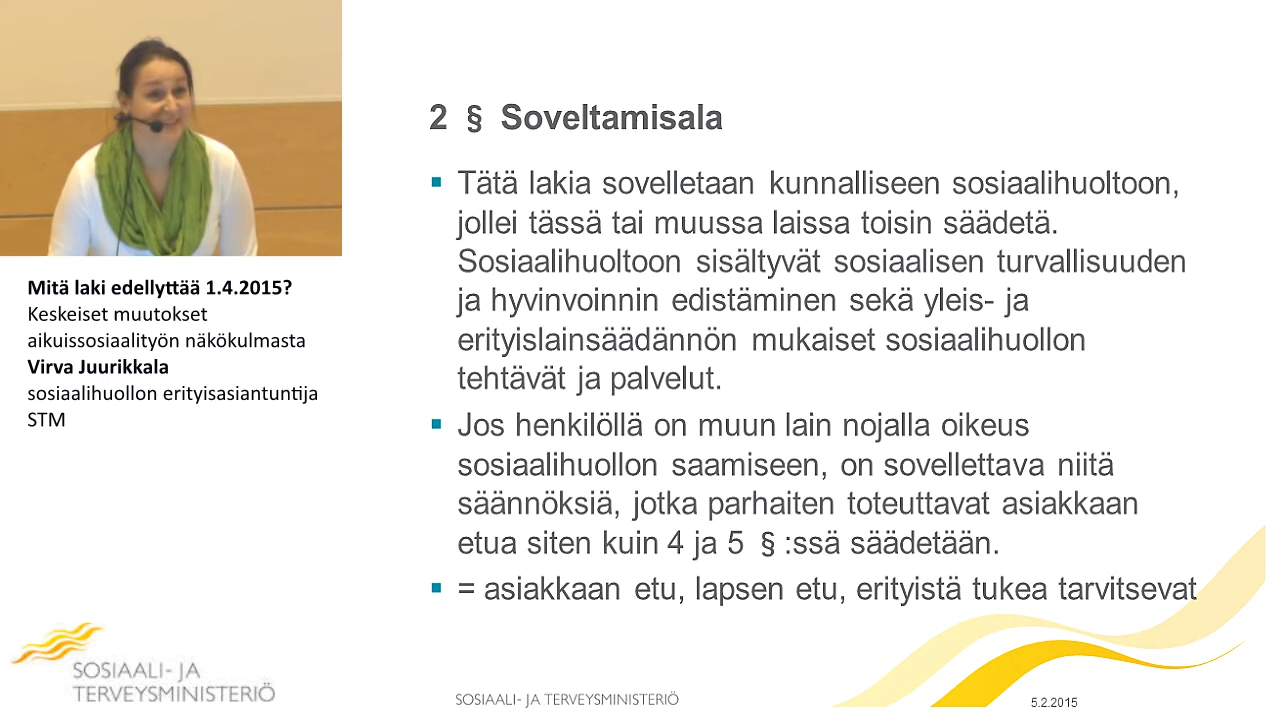 2 § Soveltamisala
Tätä lakia sovelletaan kunnalliseen sosiaalihuoltoon,
jollei tässä tai muussa laissa toisin säädetä.
Sosiaalihuoltoon sisältyvät sosiaalisen turvallisuuden
ja hyvinvoinnin edistäminen sekä yleis- ja
erityislainsäädännön mukaiset sosiaalihuollon
tehtävät ja palvelut.
Jos henkilöllä on muun lain nojalla oikeus
sosiaalihuollon saamiseen, on sovellettava niitä
säännöksiä, jotka parhaiten toteuttavat asiakkaan
etua siten kuin 4 ja 5 §:ssä säädetään.
= asiakkaan etu, lapsen etu, erityistä tukea tarvitsevat
Mitä laki edellyttää 1.4.2015?
Keskeiset muutokset
aikuissosiaalityön näkökulmasta
Virva Juurikkala
sosiaalihuollon erityisasiantuntija
STM
SOSIAALI- JA
TERVEYSMINISTERIÖ
SOSIAALI- JA TERVEYSMINISTERIÖ
5.2.2015